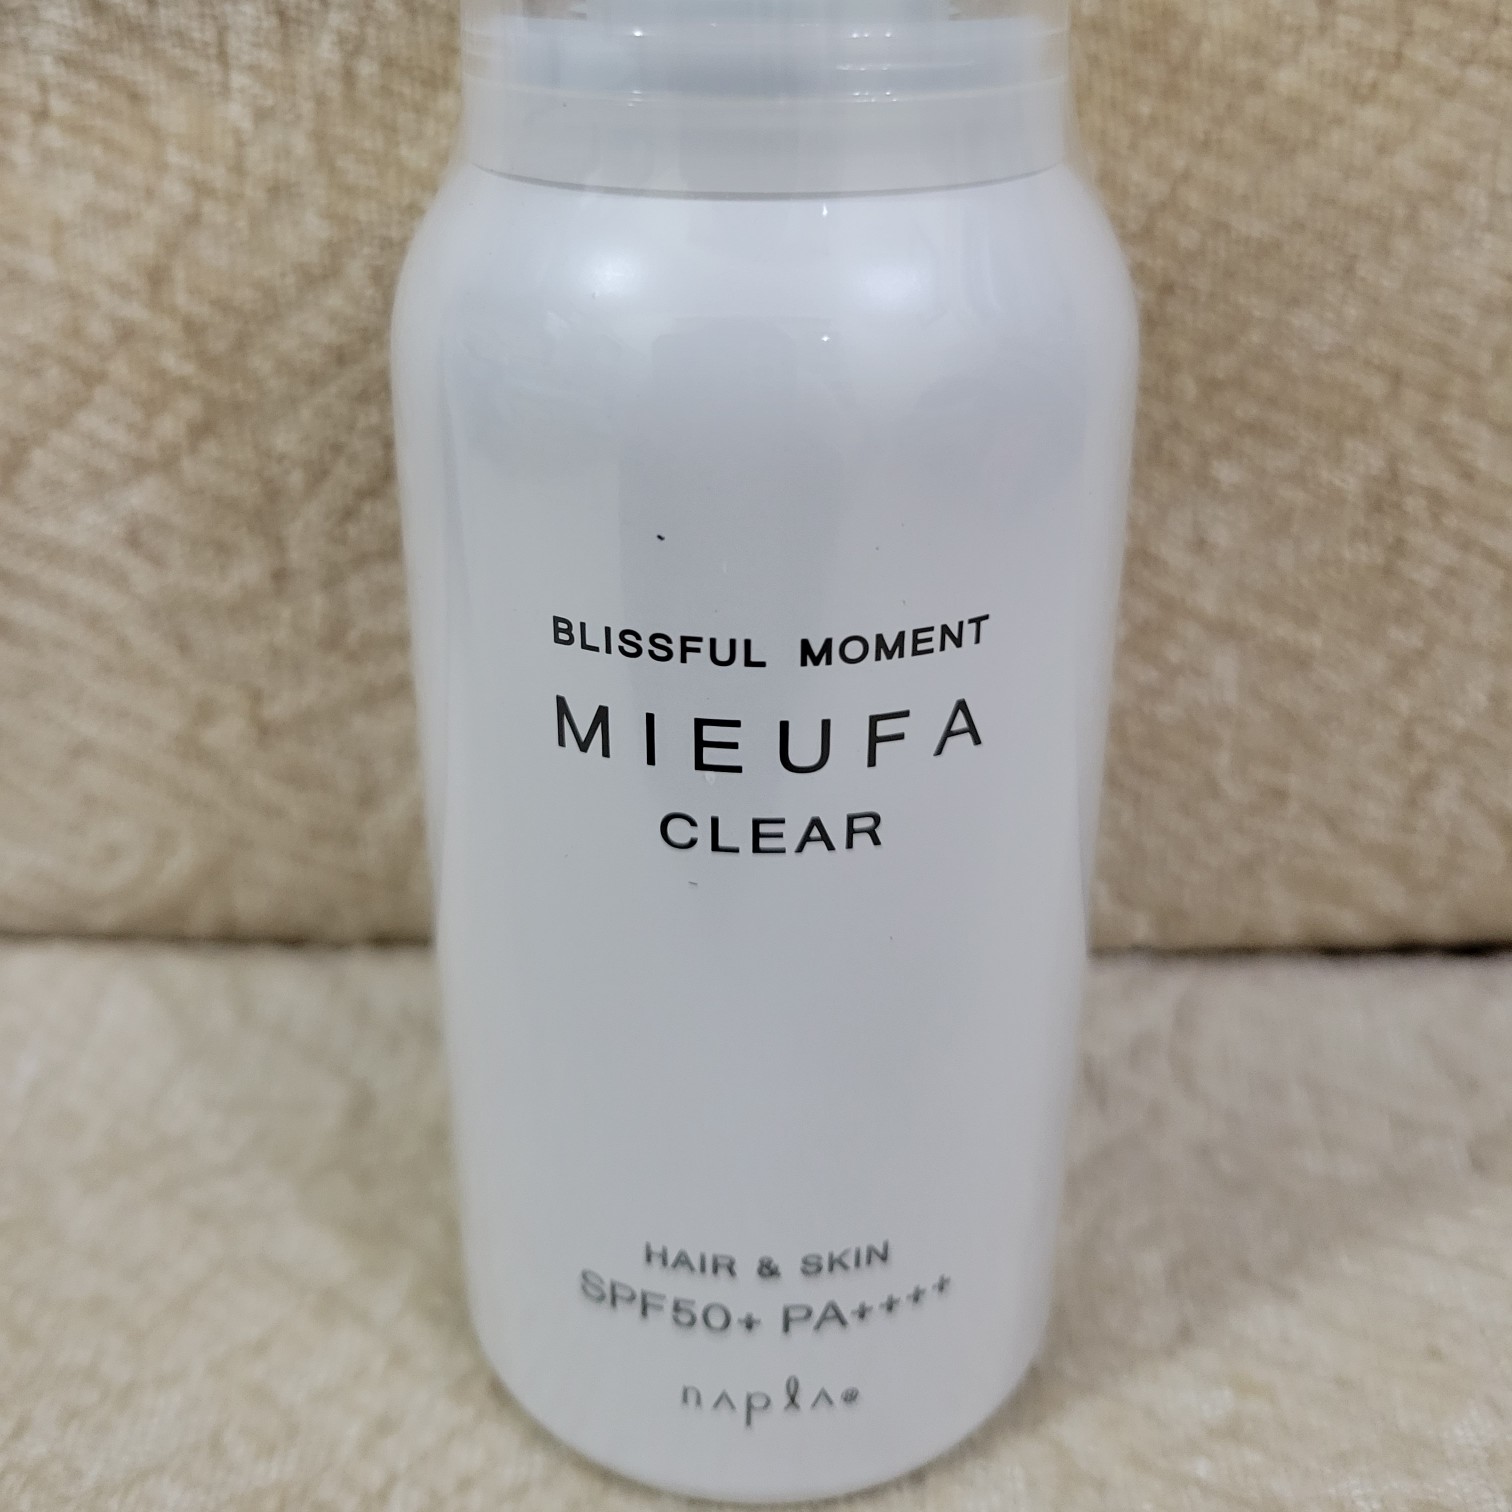 BLISSFUL MOMENT
MIEUFA
CLEAR
HAIR & SKIN
SPF50+ PA++++
napla®